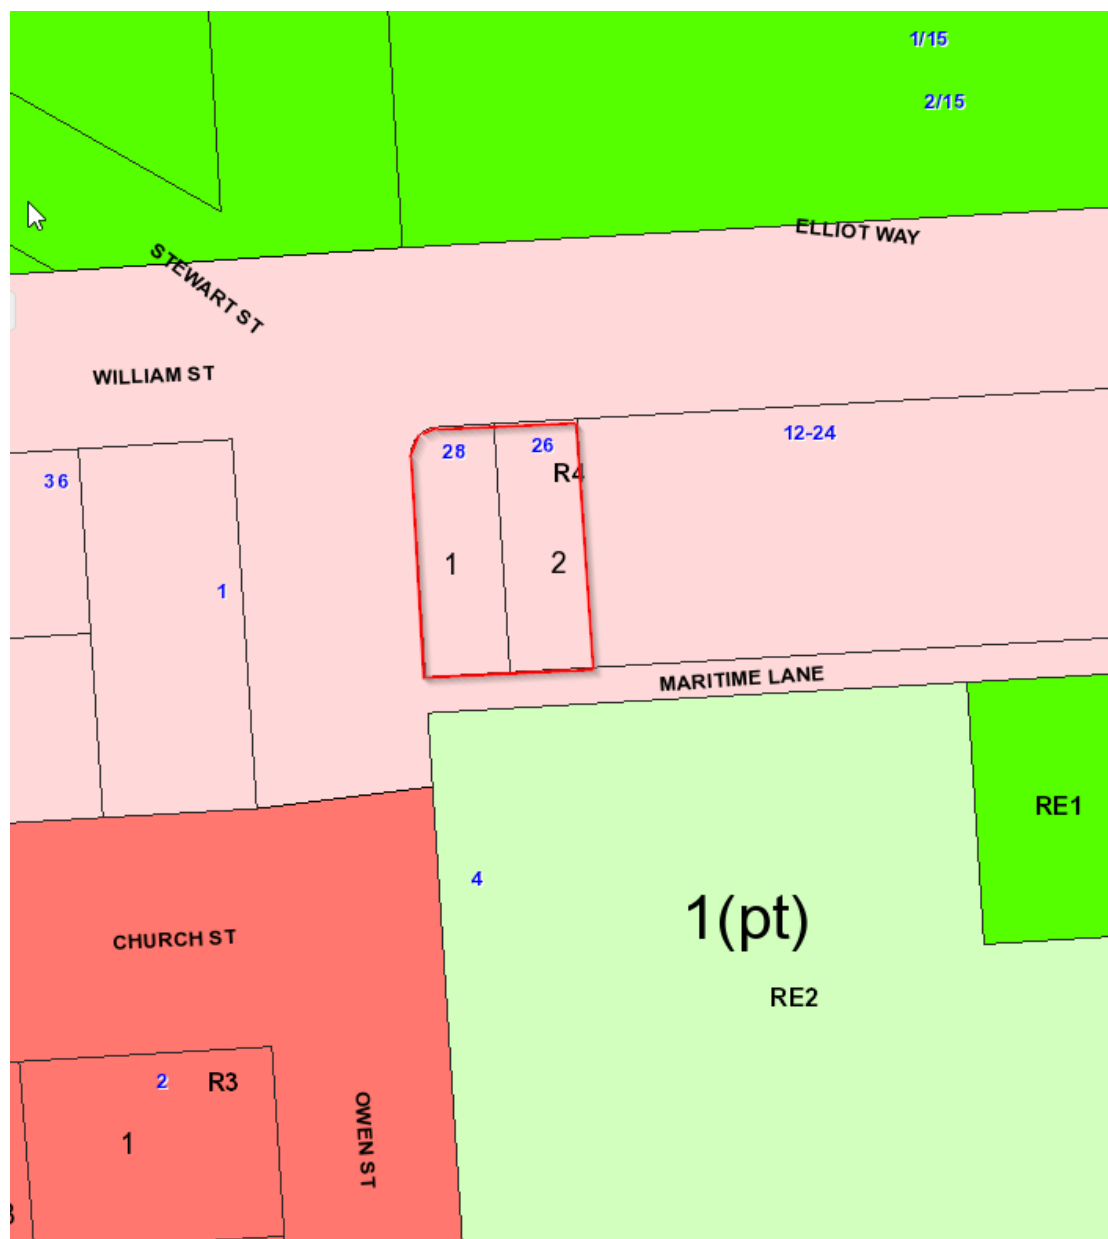 1/15
2/15
ELLIOT WAY
STEWART ST
WILLIAM ST
28
26
12-24
R4
36
1
2
1
MARITIME LANE
RE1
4
1(pt)
CHURCH ST
RE2
2
R3
1
OWEN ST